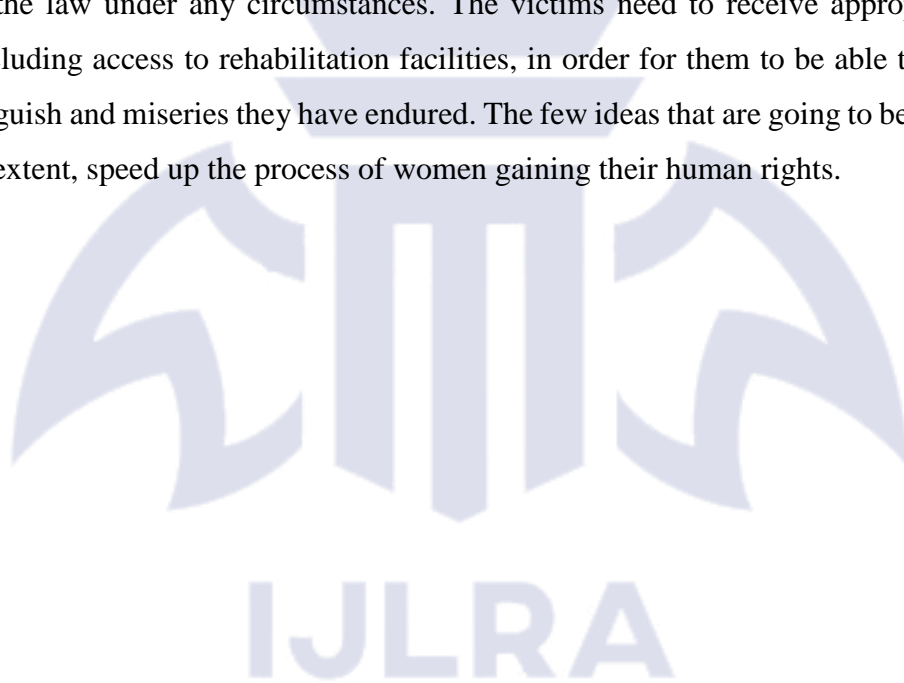 the law under any circumstances. The victims need to receive approp
luding access to rehabilitation facilities, in order for them to be able t
guish and miseries they have endured. The few ideas that are going to be
extent, speed up the process of women gaining their human rights.
IJLRA